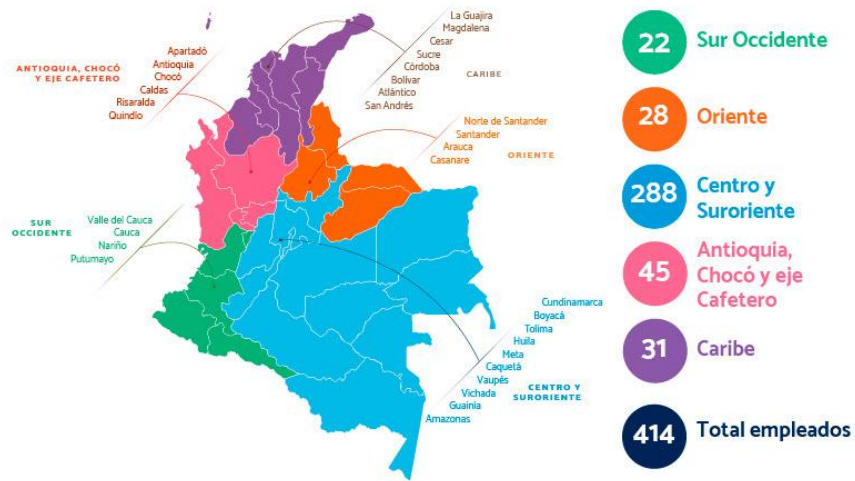 La Guajira
Magdalena
Cesar
Sucre
Córdoba
Bolívar
Atlántico
San Andrés
CARIBE
Apartadó
Antioquia
Chocó
Caldas
Risaralda
Quindío
ANTIOQUIA, CHOCÓ
Y EJE CAFETERO
Norte de Santander
Santander
Arauca
Casanare
ORIENTE
SUR
OCCIDENTE
Valle del Cauca
Cauca
Nariño
Putumayo
Cundinamarca
Boyacá
Tolima
Huila
Meta
Caquetá
Vaupés
Vichada
Guainía
Amazonas
CENTRO Y
SURORIENTE
22 Sur Occidente
28 Oriente
288 Centro y
Suroriente
45 Antioquia,
Chocó y eje
Cafetero
31 Caribe
414 Total empleados